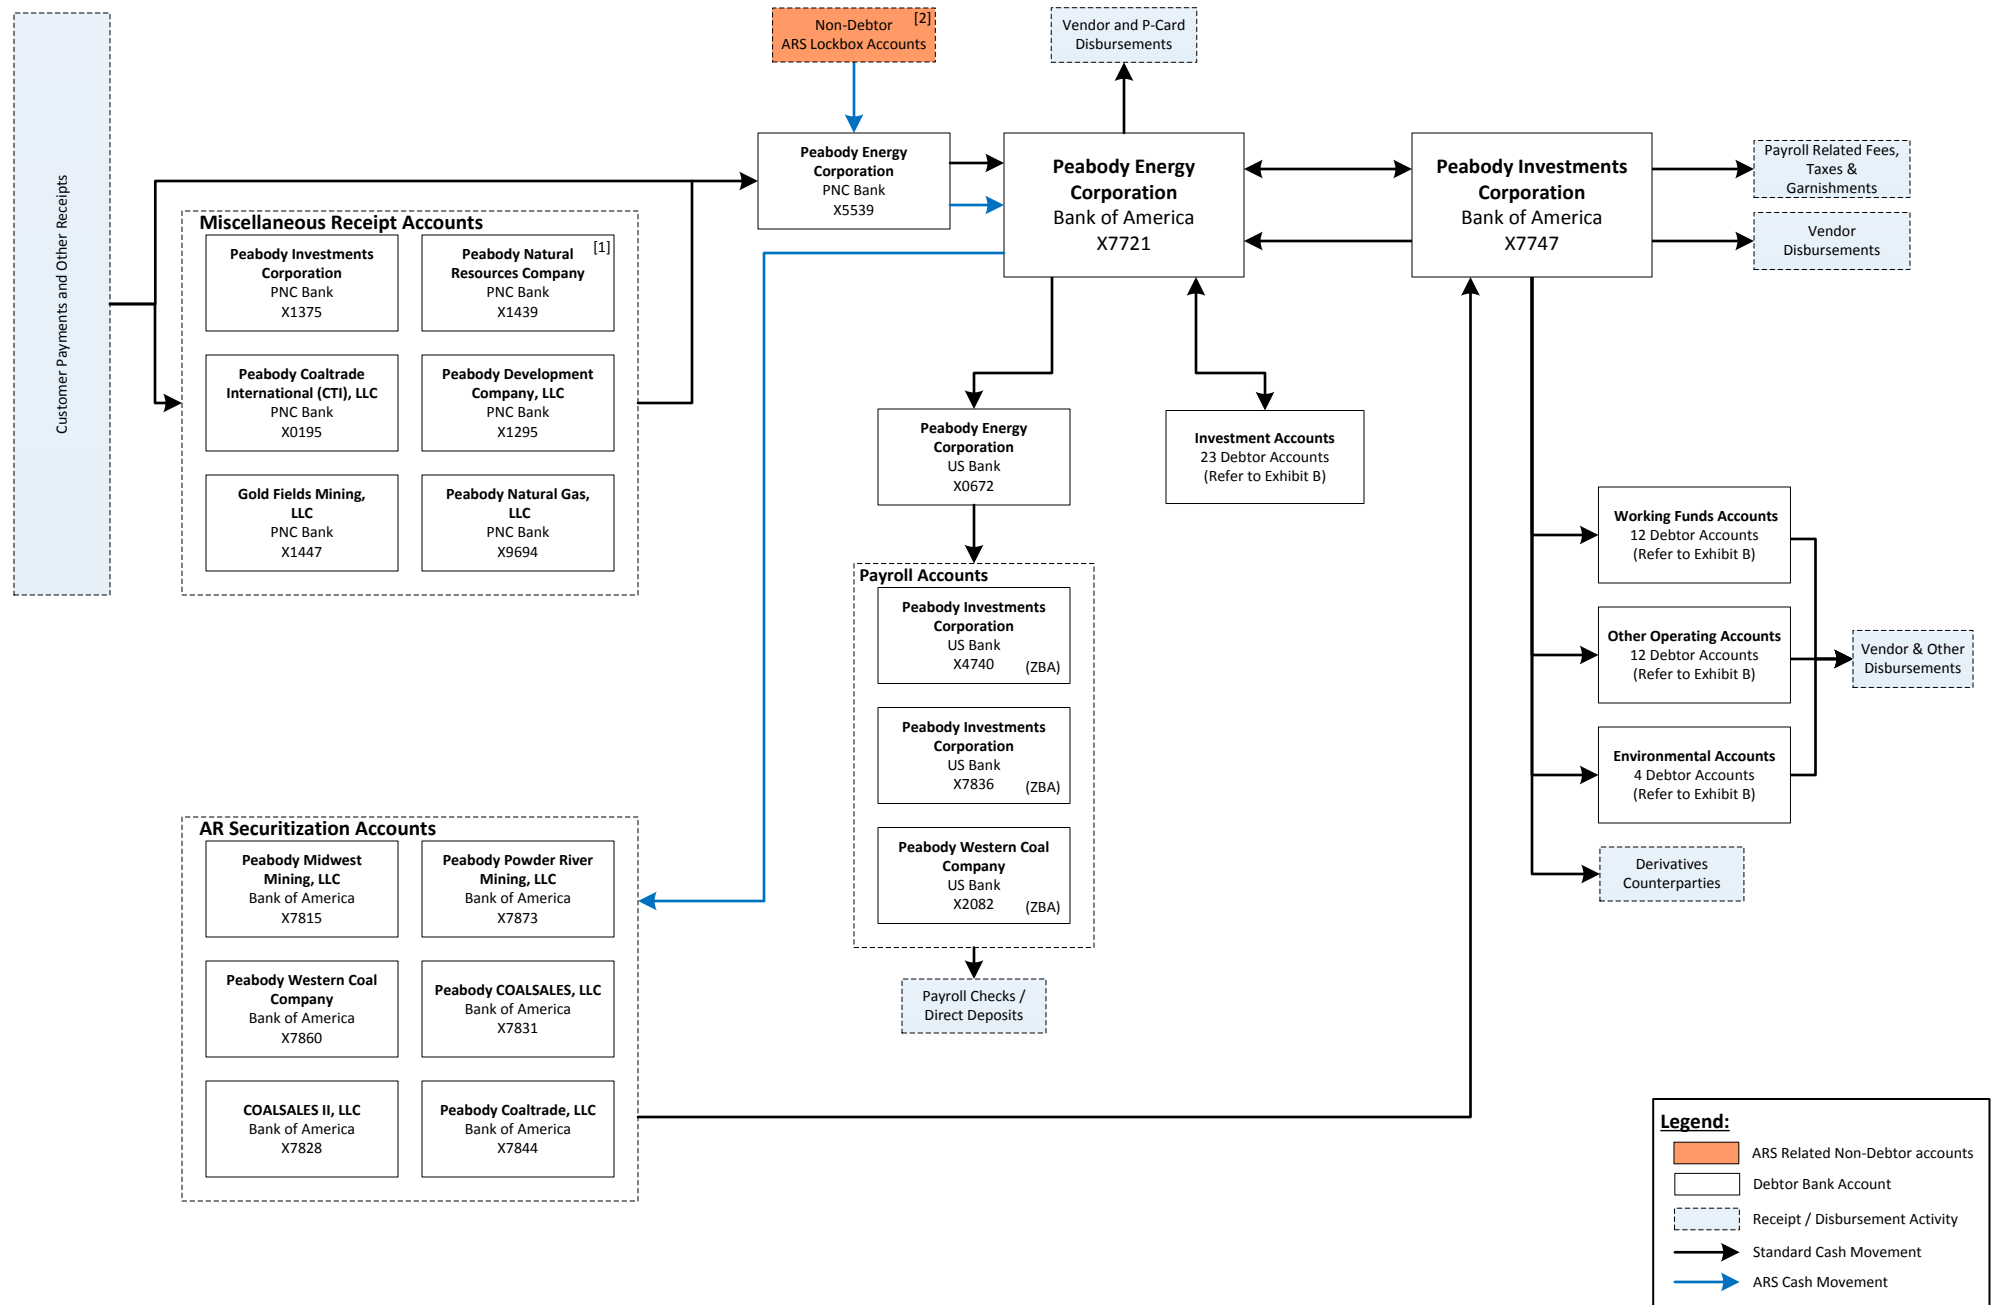 Customer Payments and Other Receipts
Non-Debtor [2]
ARS Lockbox Accounts
Vendor and P-Card
Disbursements
Peabody Energy
Corporation
PNC Bank
X5539
Peabody Energy
Corporation
Bank of America
X7721
Peabody Investments
Corporation
Bank of America
X7747
Payroll Related Fees,
Taxes &
Garnishments
Vendor
Disbursements
Miscellaneous Receipt Accounts
Peabody Investments
Corporation
PNC Bank
X1375
Peabody Natural [1]
Resources Company
PNC Bank
X1439
Peabody Coaltrade
International (CTI), LLC
PNC Bank
X0195
Peabody Development
Company, LLC
PNC Bank
X1295
Gold Fields Mining,
LLC
PNC Bank
X1447
Peabody Natural Gas,
LLC
PNC Bank
X9694
Peabody Energy
Corporation
US Bank
X0672
Investment Accounts
23 Debtor Accounts
(Refer to Exhibit B)
Payroll Accounts
Peabody Investments
Corporation
US Bank
X4740 (ZBA)
Peabody Investments
Corporation
US Bank
X7836 (ZBA)
Peabody Western Coal
Company
US Bank
X2082 (ZBA)
Payroll Checks /
Direct Deposits
Working Funds Accounts
12 Debtor Accounts
(Refer to Exhibit B)
Other Operating Accounts
12 Debtor Accounts
(Refer to Exhibit B)
Environmental Accounts
4 Debtor Accounts
(Refer to Exhibit B)
Vendor & Other
Disbursements
Derivatives
Counterparties
AR Securitization Accounts
Peabody Midwest
Mining, LLC
Bank of America
X7815
Peabody Powder River
Mining, LLC
Bank of America
X7873
Peabody Western Coal
Company
Bank of America
X7860
Peabody COALSALES, LLC
Bank of America
X7831
COALSALES II, LLC
Bank of America
X7828
Peabody Coaltrade, LLC
Bank of America
X7844
Legend:
ARS Related Non-Debtor accounts
Debtor Bank Account
Receipt / Disbursement Activity
Standard Cash Movement
ARS Cash Movement